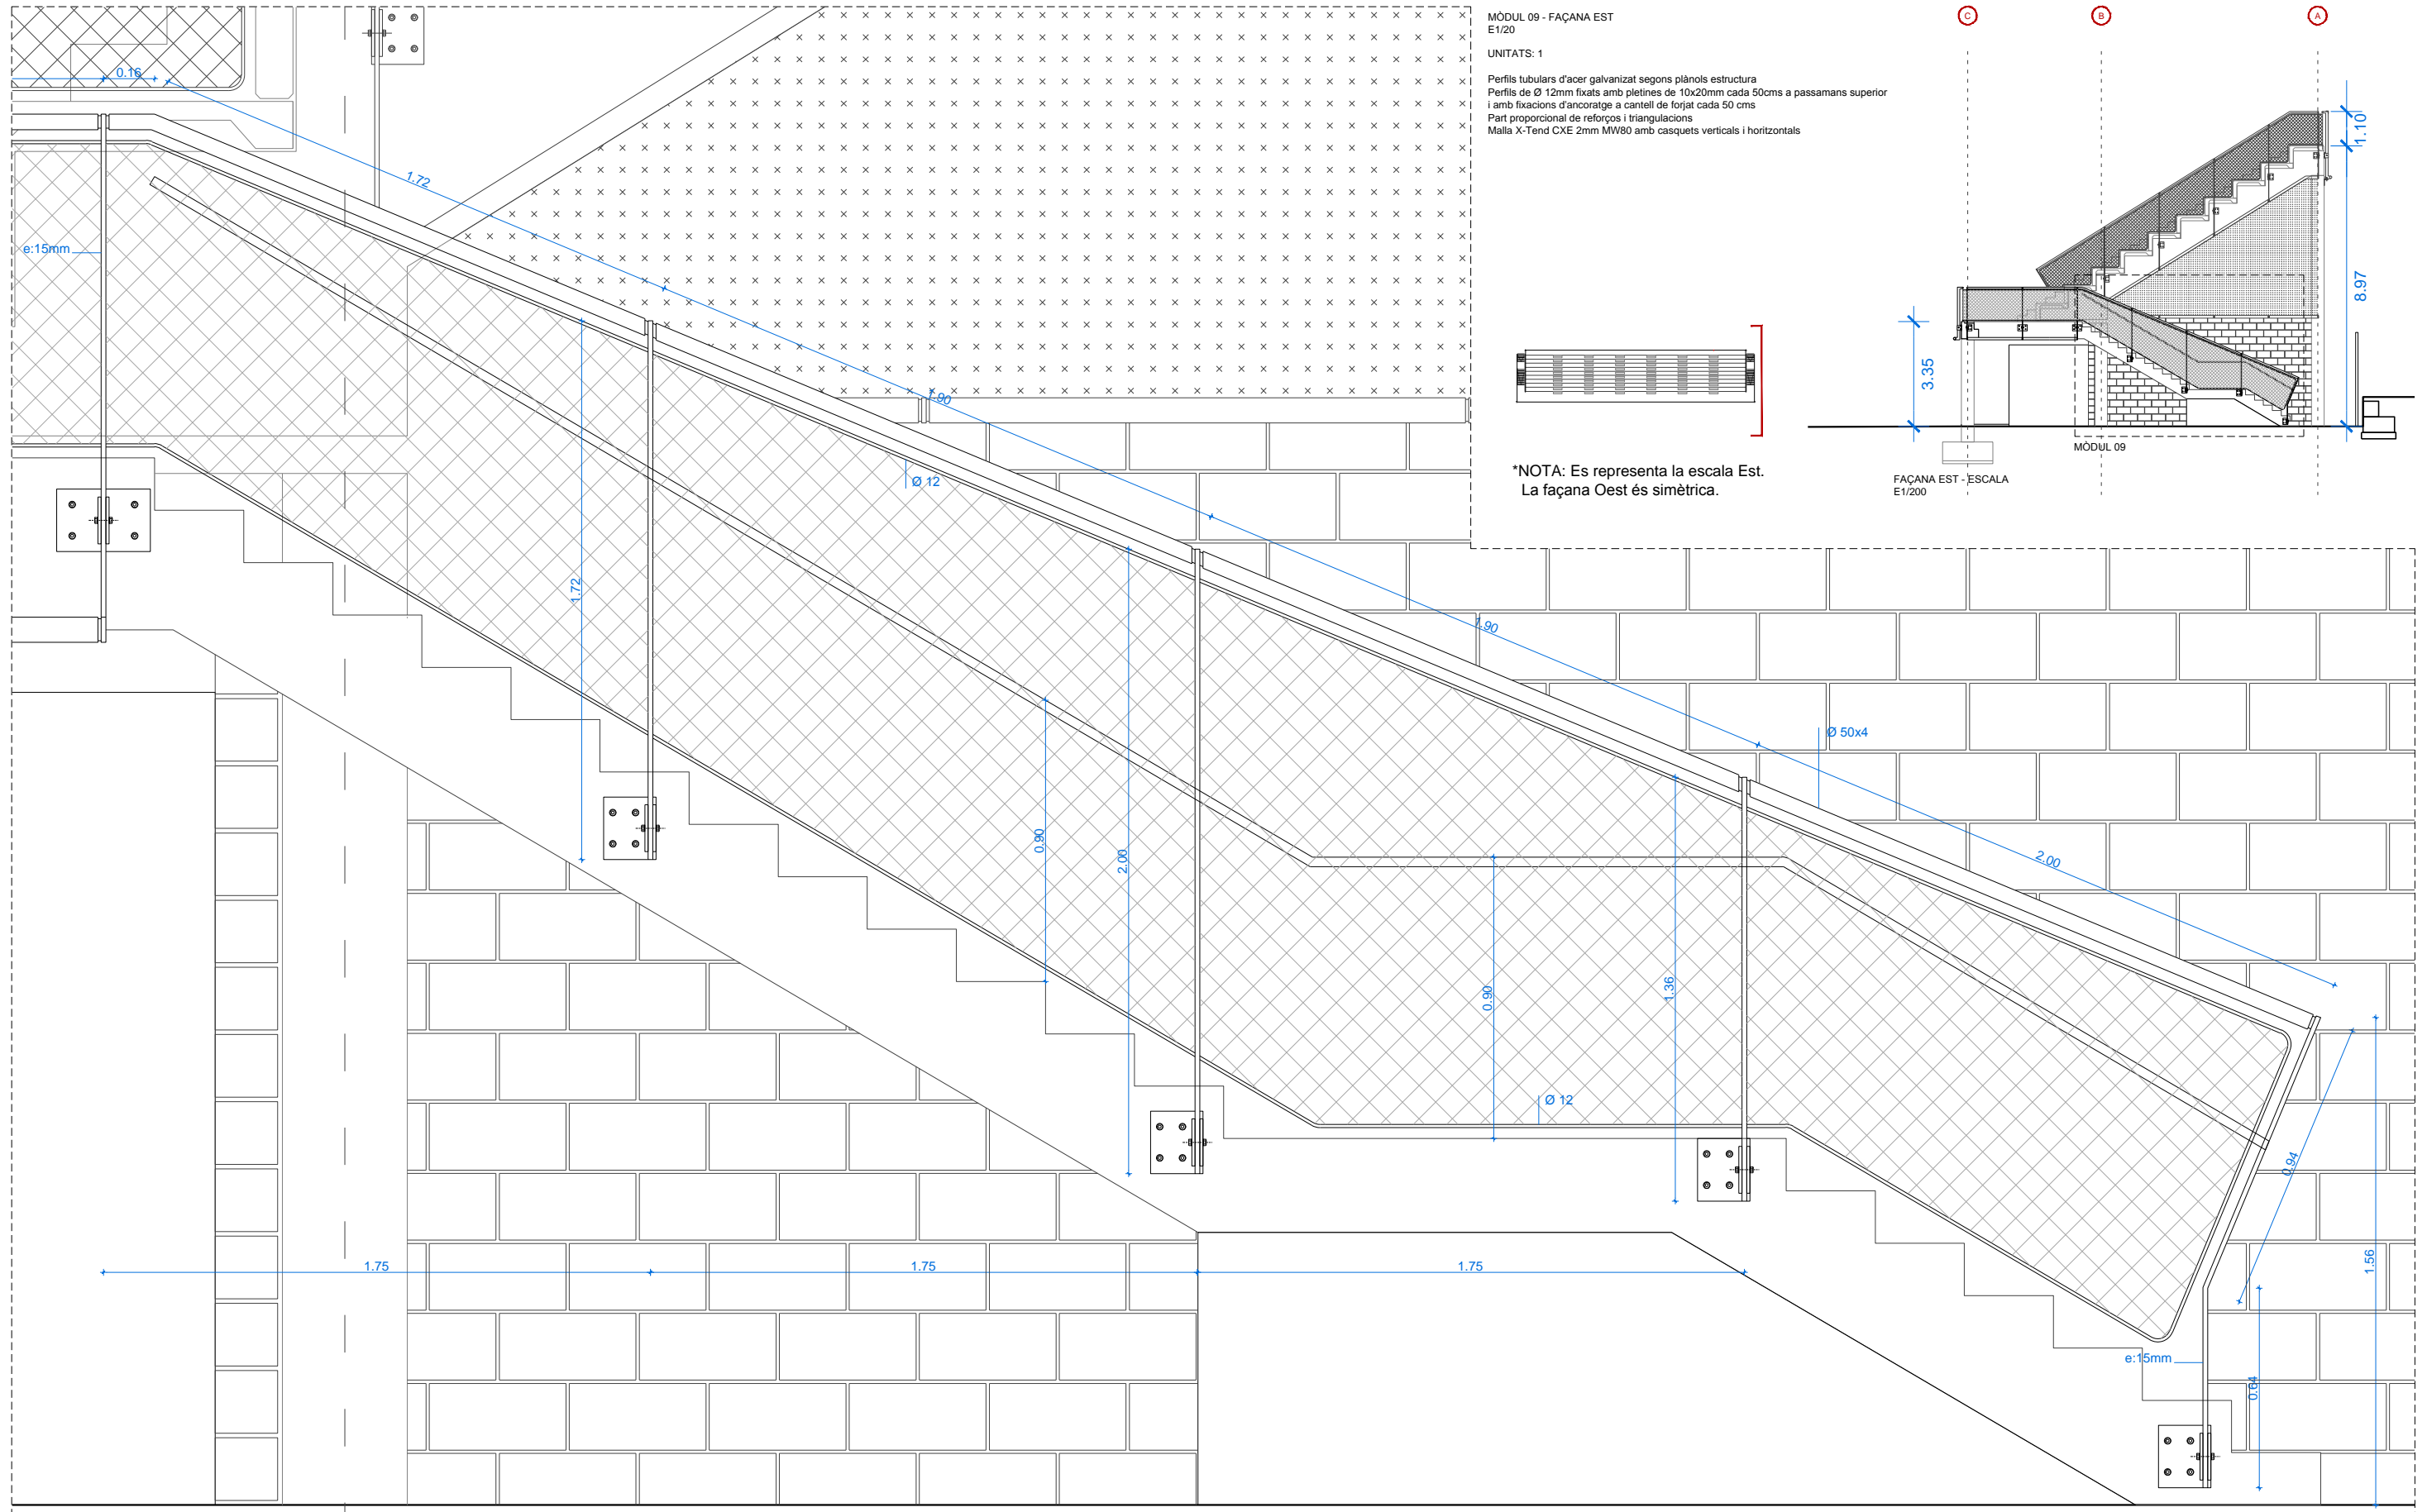 MÒDUL 09 - FAÇANA EST
E1/20
UNITATS: 1
Perfils tubulars d'acer galvanizat segons plànols estructura
Perfils de Ø 12mm fixats amb pletines de 10x20mm cada 50cms a passamans superior
i amb fixacions d'ancoratge a cantell de forjat cada 50 cms
Part proporcional de reforços i triangulacions
Malla X-Tend CXE 2mm MW80 amb casquets verticals i horitzontals
C
B
A
1.10
8.97
3.35
MÒDUL 09
FAÇANA EST - ESCALA
E1/200
*NOTA: Es representa la escala Est.
La façana Oest és simètrica.
0.16
1.72
e:15mm
1.90
Ø 12
1.72
1.90
Ø 50x4
0.90
2.00
2.00
0.90
1.36
Ø 12
0.94
1.75
1.75
1.75
1.56
e:15mm
0.64